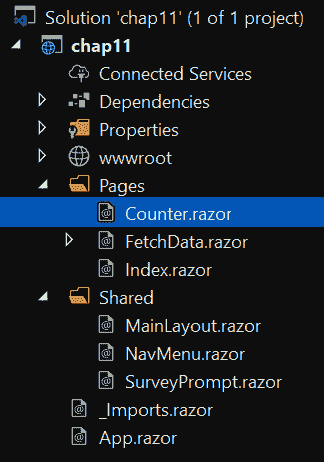 Solution 'chap11' (1 of 1 project)
chap11
Connected Services
Dependencies
Properties
wwwroot
Pages
Counter.razor
FetchData.razor
Index.razor
Shared
MainLayout.razor
NavMenu.razor
SurveyPrompt.razor
_Imports.razor
App.razor